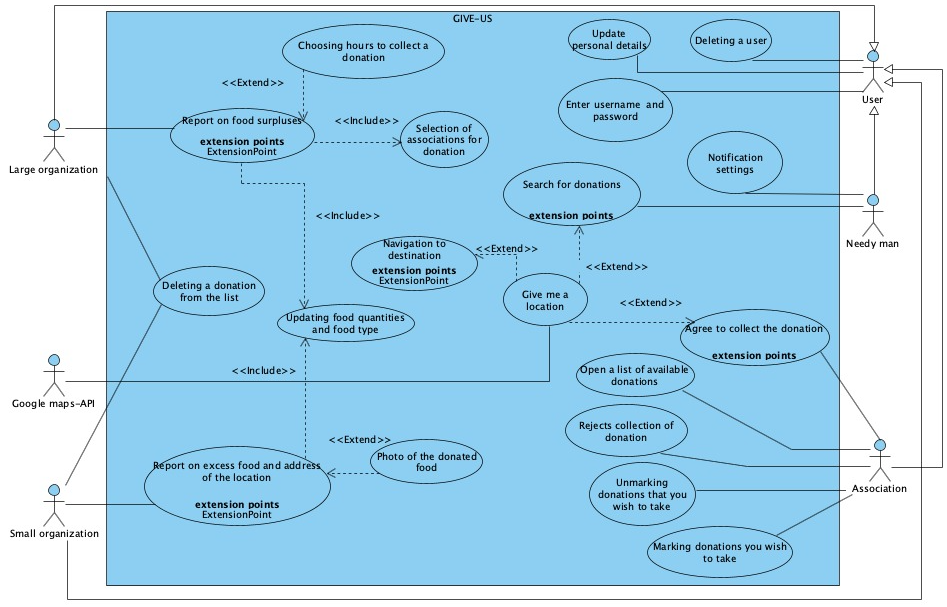 GIVE-US
Choosing hours to collect a
donation
Update
personal details
Deleting a user
User
<<Extend>>
Enter username and
password
Report on food surpluses
extension points
ExtensionPoint
<<Include>>
Selection of
associations for
donation
Large organization
Notification
settings
Search for donations
extension points
Needy man
<<Include>>
Navigation to
destination
extension points
ExtensionPoint
<<Extend>>
<<Extend>>
Deleting a donation
from the list
Give me a
location
<<Extend>>
Updating food quantities
and food type
Agree to collect the donation
extension points
Google maps-API
<<Include>>
Open a list of available
donations
Rejects collection of
donation
<<Extend>>
Photo of the donated
food
Report on excess food and address
of the location
extension points
ExtensionPoint
Association
Unmarking
donations that you
wish to take
Small organization
Marking donations you wish
to take